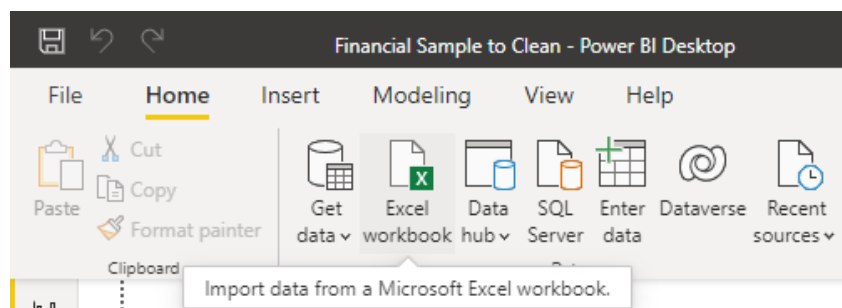 Financial Sample to Clean - Power BI Desktop
File Home Insert Modeling View Help
Paste
Cut
Copy
Format painter
Clipboard
Get
data
Excel
workbook
Data
hub
SQL
Server
Enter
data
Dataverse
Recent
sources
Import data from a Microsoft Excel workbook.